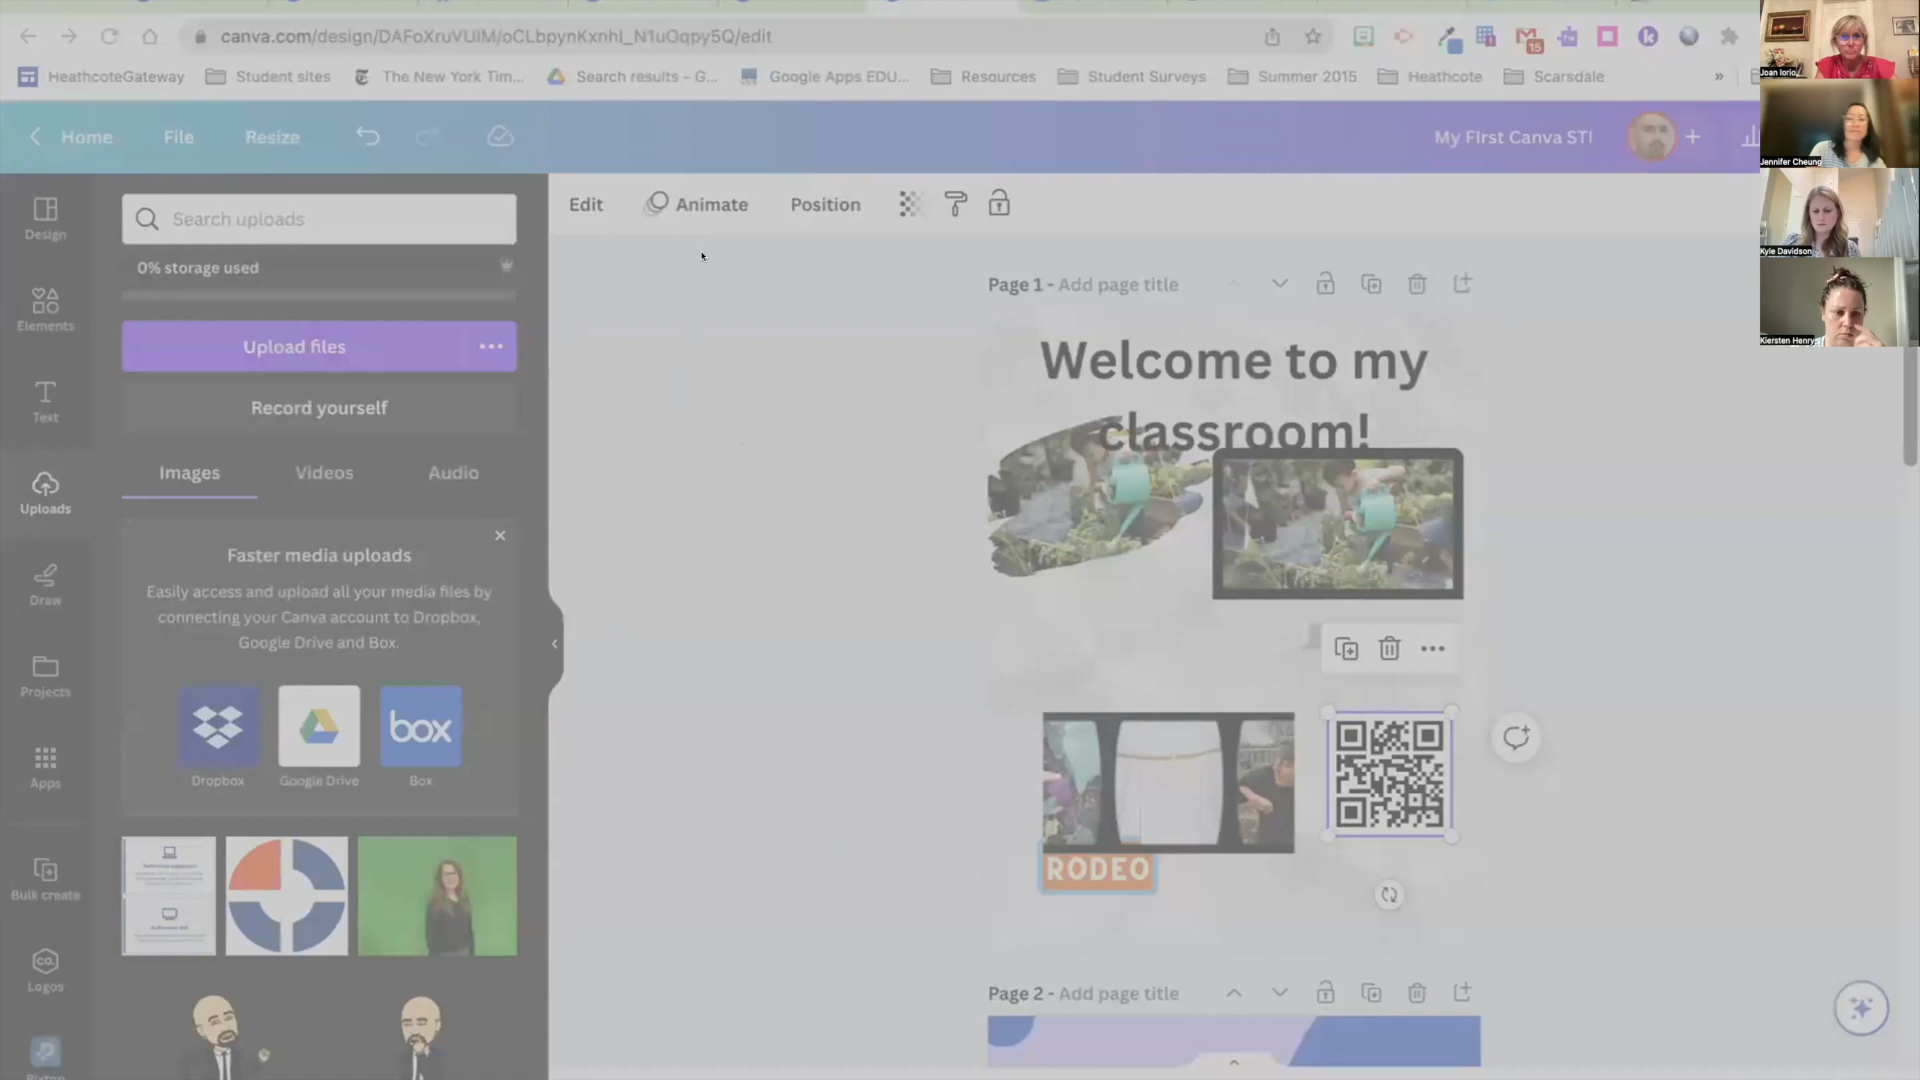 canva.com/design/DAFoXruVUIM/oCLbpynKxnhI_N1uOqpy5Q/edit
15
HeathcoteGateway
Student sites
The New York Tim...
Search results – G...
Google Apps EDU...
Resources
Student Surveys
Summer 2015
Heathcote
Scarsdale
»
Home
File
Resize
My First Canva STI
Joan Iorio
Jennifer Cheung
Kyle Davidson
Kiersten Henry
Design
Elements
Text
Uploads
Draw
Projects
Apps
Bulk create
CO.
Logos
Search uploads
0% storage used
Upload files
Record yourself
Images
Videos
Audio
Faster media uploads
Easily access and upload all your media files by
connecting your Canva account to Dropbox,
Google Drive and Box.
box
Dropbox
Google Drive
Box
Edit
Animate
Position
Page 1 - Add page title
Welcome to my
classroom!
RODEO
Page 2 - Add page title